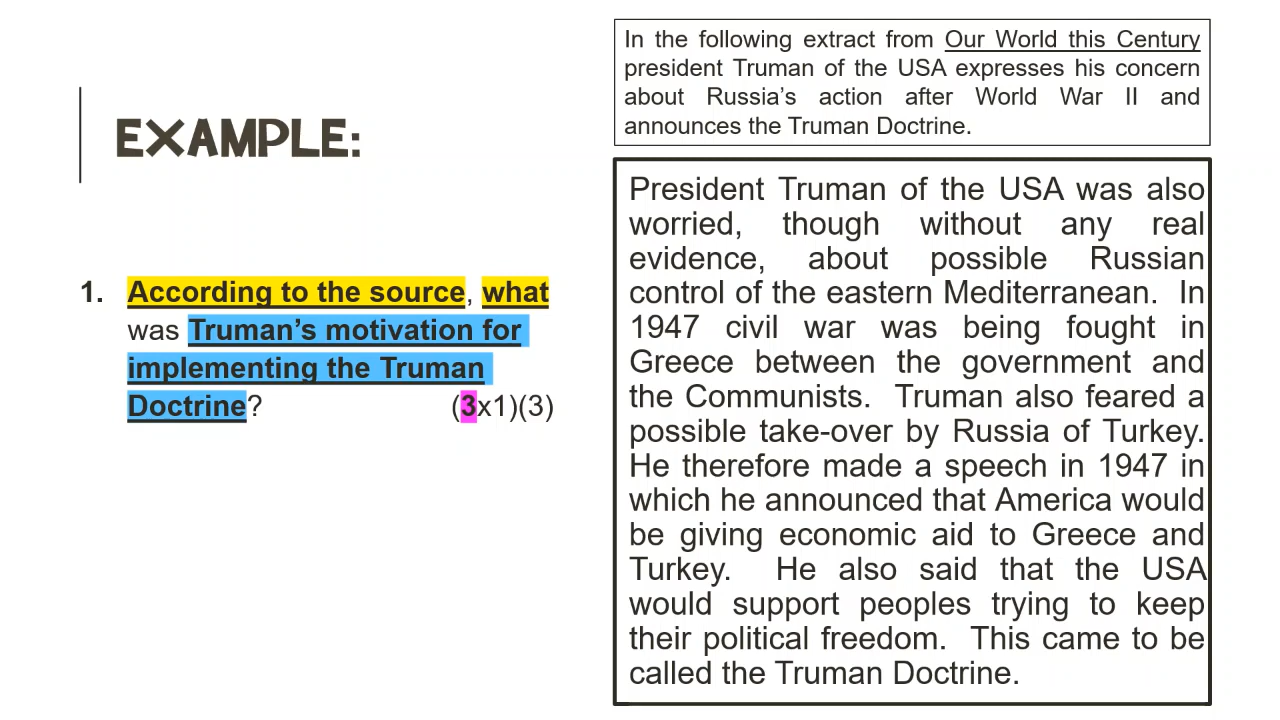 EXAMPLE:
1. According to the source, what
was Truman's motivation for
implementing the Truman
Doctrine? (3x1)(3)
In the following extract from Our World this Century
president Truman of the USA expresses his concern
about Russia's action after World War II and
announces the Truman Doctrine.
President Truman of the USA was also
worried, though without any real
evidence, about possible Russian
control of the eastern Mediterranean. In
1947 civil war was being fought in
Greece between the government and
the Communists. Truman also feared a
possible take-over by Russia of Turkey.
He therefore made a speech in 1947 in
which he announced that America would
be giving economic aid to Greece and
Turkey. He also said that the USA
would support peoples trying to keep
their political freedom. This came to be
called the Truman Doctrine.